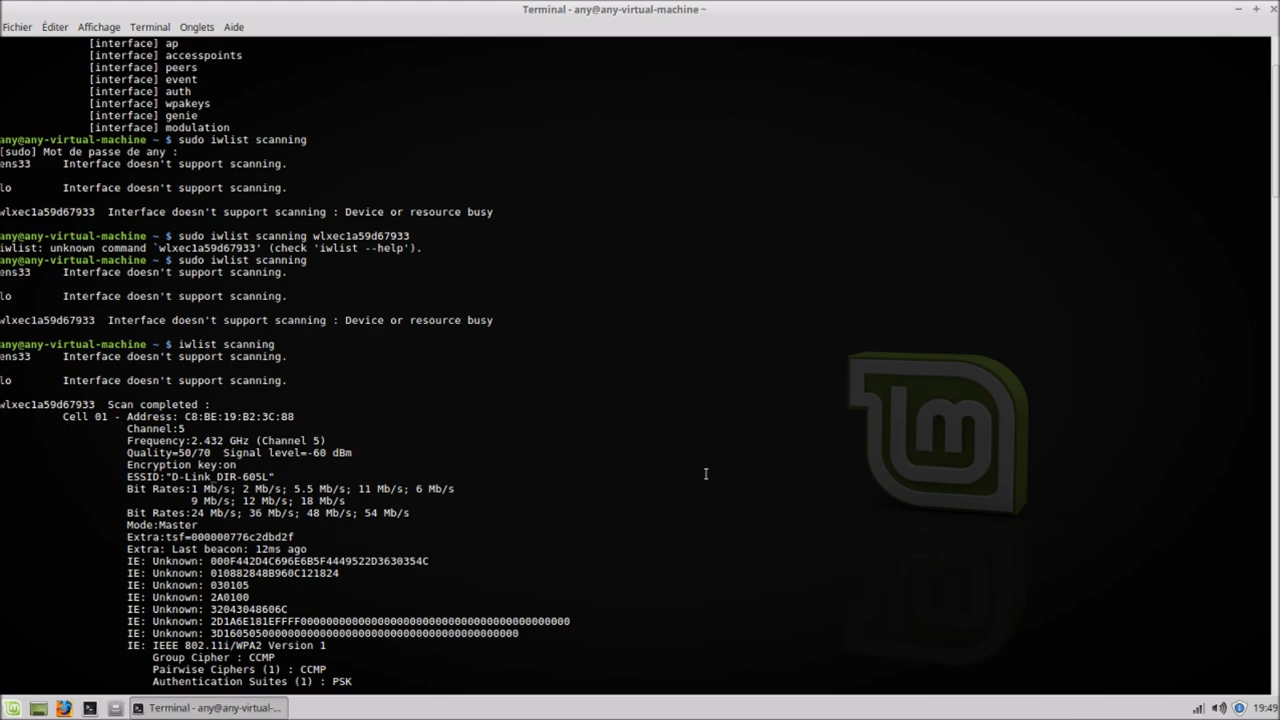 Terminal - any@any-virtual-machine ~
Fichier Éditer Affichage Terminal Onglets Aide
[interface] ap
[interface] accesspoints
[interface] peers
[interface] event
[interface] auth
[interface] wpakeys
[interface] genie
[interface] modulation
any@any-virtual-machine ~ $ sudo iwlist scanning
[sudo] Mot de passe de any :
ens33 Interface doesn't support scanning.
lo Interface doesn't support scanning.
wlxec1a59d67933 Interface doesn't support scanning : Device or resource busy
any@any-virtual-machine ~ $ sudo iwlist scanning wlxec1a59d67933
iwlist: unknown command `wlxec1a59d67933' (check 'iwlist --help').
any@any-virtual-machine ~ $ sudo iwlist scanning
ens33 Interface doesn't support scanning.
lo Interface doesn't support scanning.
wlxec1a59d67933 Interface doesn't support scanning : Device or resource busy
any@any-virtual-machine ~ $ iwlist scanning
ens33 Interface doesn't support scanning.
lo Interface doesn't support scanning.
wlxec1a59d67933 Scan completed :
Cell 01 - Address: C8:BE:19:B2:3C:88
Channel:5
Frequency:2.432 GHz (Channel 5)
Quality=50/70 Signal level=-60 dBm
Encryption key:on
ESSID:"D-Link_DIR-605L"
Bit Rates:1 Mb/s; 2 Mb/s; 5.5 Mb/s; 11 Mb/s; 6 Mb/s
9 Mb/s; 12 Mb/s; 18 Mb/s
Bit Rates:24 Mb/s; 36 Mb/s; 48 Mb/s; 54 Mb/s
Mode:Master
Extra:tsf=000000776c2dbd2f
Extra: Last beacon: 12ms ago
IE: Unknown: 000F442D4C696E6B5F4449522D3630354C
IE: Unknown: 010882848B960C121824
IE: Unknown: 030105
IE: Unknown: 2A0100
IE: Unknown: 32043048606C
IE: Unknown: 2D1A6E181EFFFF000000000000000000000000000000000000000000
IE: Unknown: 3D16050500000000000000000000000000000000000000
IE: IEEE 802.11i/WPA2 Version 1
Group Cipher : CCMP
Pairwise Ciphers (1) : CCMP
Authentication Suites (1) : PSK
Terminal - any@any-virtual-...
19:49